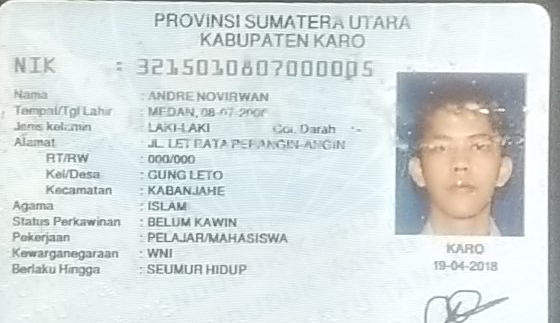 PROVINSI SUMATERA UTARA
KABUPATEN KARO
NIK : 3215010807000005
Nama : ANDRE NOVIRWAN
Tempat/Tgl Lahir : MEDAN, 08-07-2000
Jenis kelamin : LAKI-LAKI Gol. Darah : -
Alamat : JL LET RATA PERANGIN-ANGIN
RT/RW : 000/000
Kel/Desa : GUNG LETO
Kecamatan : KABANJAHE
Agama : ISLAM
Status Perkawinan : BELUM KAWIN
Pekerjaan : PELAJAR/MAHASISWA
Kewarganegaraan : WNI
Berlaku Hingga : SEUMUR HIDUP
KARO
19-04-2018